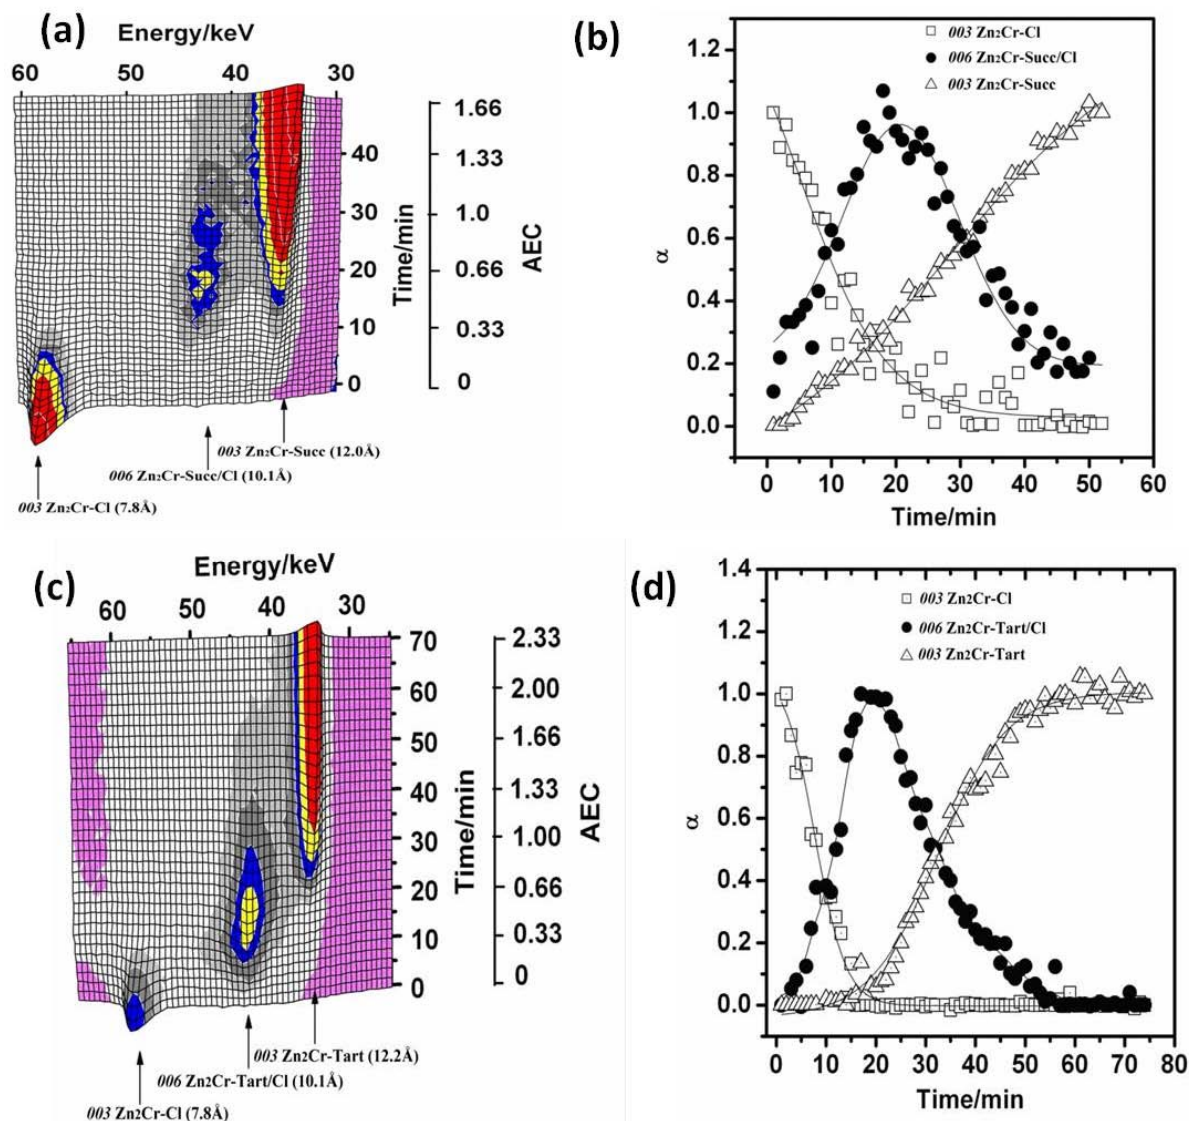 (a)
Energy/keV
60 50 40 30
1.66
1.33
1.0
0.66
0.33
0
AEC
40
30
20
10
0
Time/min
003 Zn₂Cr-Succ (12.0Å)
006 Zn₂Cr-Succ/Cl (10.1Å)
003 Zn₂Cr-Cl (7.8Å)
(b)
003 Zn₂Cr-Cl
006 Zn₂Cr-Succ/Cl
003 Zn₂Cr-Succ
1.2
1.0
0.8
0.6
0.4
0.2
0.0
α
0 10 20 30 40 50 60
Time/min
(c)
Energy/keV
60 50 40 30
70
60
50
40
30
20
10
0
Time/min
2.33
2.00
1.66
1.33
1.00
0.66
0.33
0
AEC
003 Zn2Cr-Tart (12.2Å)
006 Zn2Cr-Tart/Cl (10.1Å)
003 Zn2Cr-Cl (7.8Å)
(d)
003 Zn2Cr-Cl
006 Zn2Cr-Tart/Cl
003 Zn2Cr-Tart
1.4
1.2
1.0
0.8
0.6
0.4
0.2
0.0
α
0 10 20 30 40 50 60 70 80
Time/min